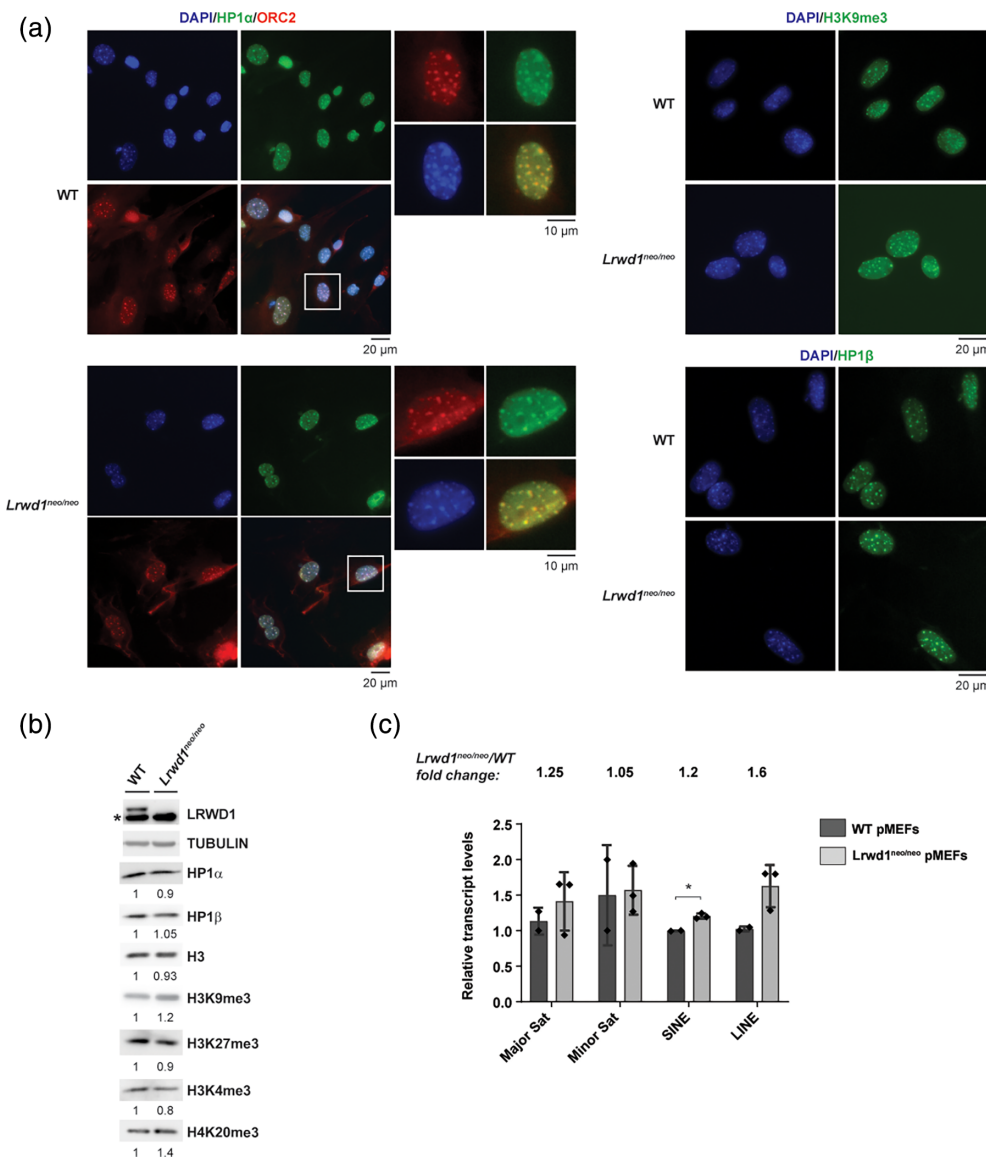 (a)
DAPI/HP1α/ORC2
WT
10 µm
20 µm
Lrwd1neo/neo
10 µm
20 µm
DAPI/H3K9me3
WT
Lrwd1neo/neo
20 µm
DAPI/HP1β
WT
Lrwd1neo/neo
20 µm
(b)
WT
Lrwd1neo/neo
* LRWD1
TUBULIN
HP1α
1 0.9
HP1β
1 1.05
H3
1 0.93
H3K9me3
1 1.2
H3K27me3
1 0.9
H3K4me3
1 0.8
H4K20me3
1 1.4
(c)
Lrwd1neo/neo/WT
fold change: 1.25 1.05 1.2 1.6
Relative transcript levels
2.5
2.0
1.5
1.0
0.5
0.0
*
Major Sat
Minor Sat
SINE
LINE
WT pMEFs
Lrwd1neo/neo pMEFs